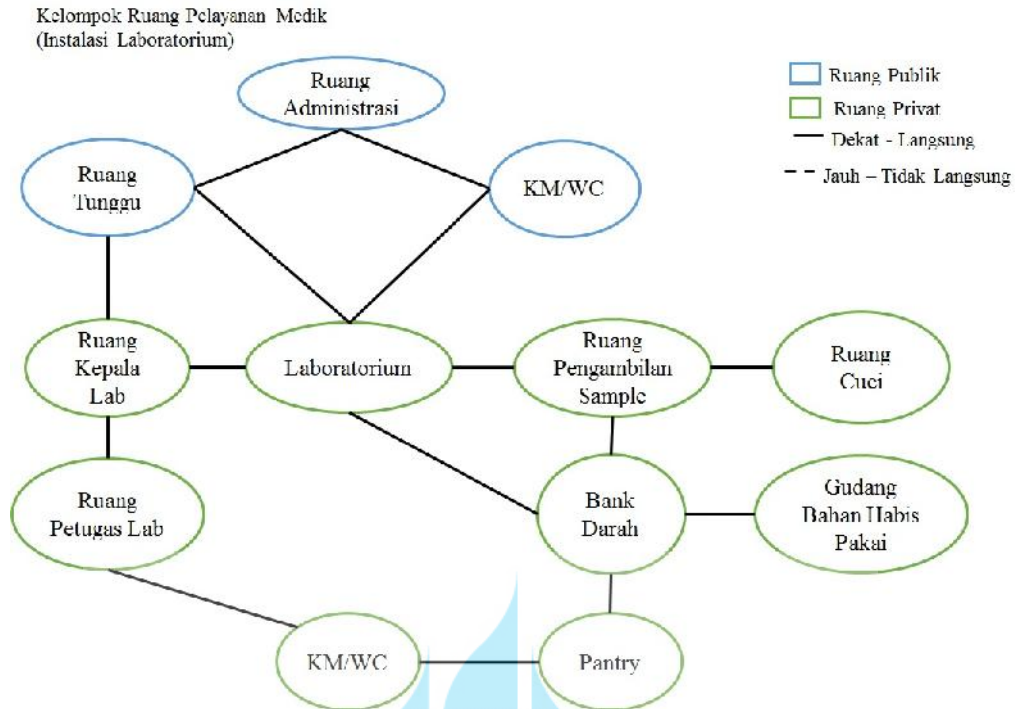 Kelompok Ruang Pelayanan Medik
(Instalasi Laboratorium)
Ruang
Administrasi
Ruang Publik
Ruang Privat
Dekat - Langsung
Jauh – Tidak Langsung
Ruang
Tunggu
KM/WC
Ruang
Kepala
Lab
Laboratorium
Ruang
Pengambilan
Sample
Ruang
Cuci
Ruang
Petugas Lab
Bank
Darah
Gudang
Bahan Habis
Pakai
KM/WC
Pantry